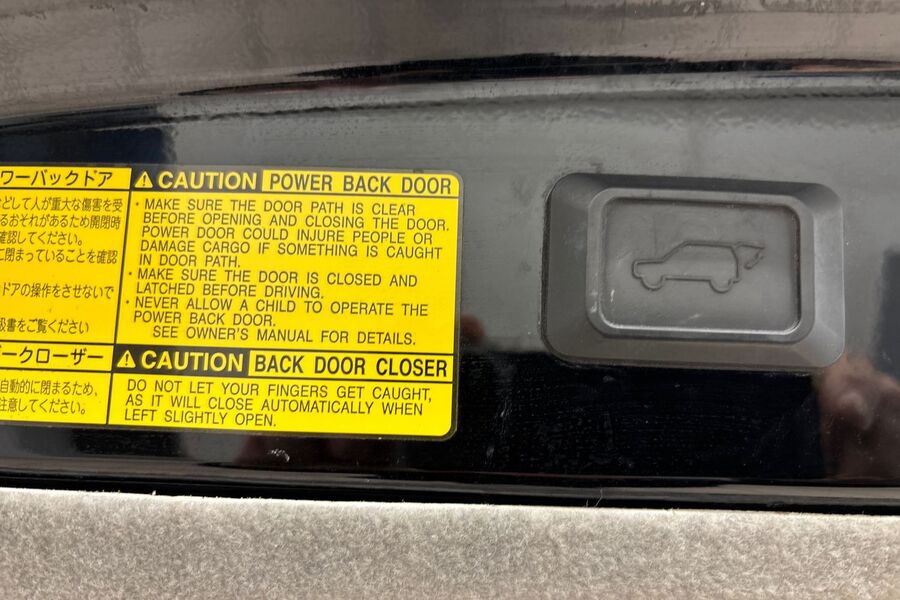 ワーバックドア
などして人が重大な傷害を受
るおそれがあるため開閉時
確認してください。
に閉まっていることを確認
ドアの操作をさせないで
扱書をご覧ください
ークローザー
自動的に閉まるため、
注意してください。
CAUTION POWER BACK DOOR
・MAKE SURE THE DOOR PATH IS CLEAR
BEFORE OPENING AND CLOSING THE DOOR.
POWER DOOR COULD INJURE PEOPLE OR
DAMAGE CARGO IF SOMETHING IS CAUGHT
IN DOOR PATH.
・MAKE SURE THE DOOR IS CLOSED AND
LATCHED BEFORE DRIVING.
・NEVER ALLOW A CHILD TO OPERATE THE
POWER BACK DOOR.
SEE OWNER'S MANUAL FOR DETAILS.
CAUTION BACK DOOR CLOSER
DO NOT LET YOUR FINGERS GET CAUGHT,
AS IT WILL CLOSE AUTOMATICALLY WHEN
LEFT SLIGHTLY OPEN.